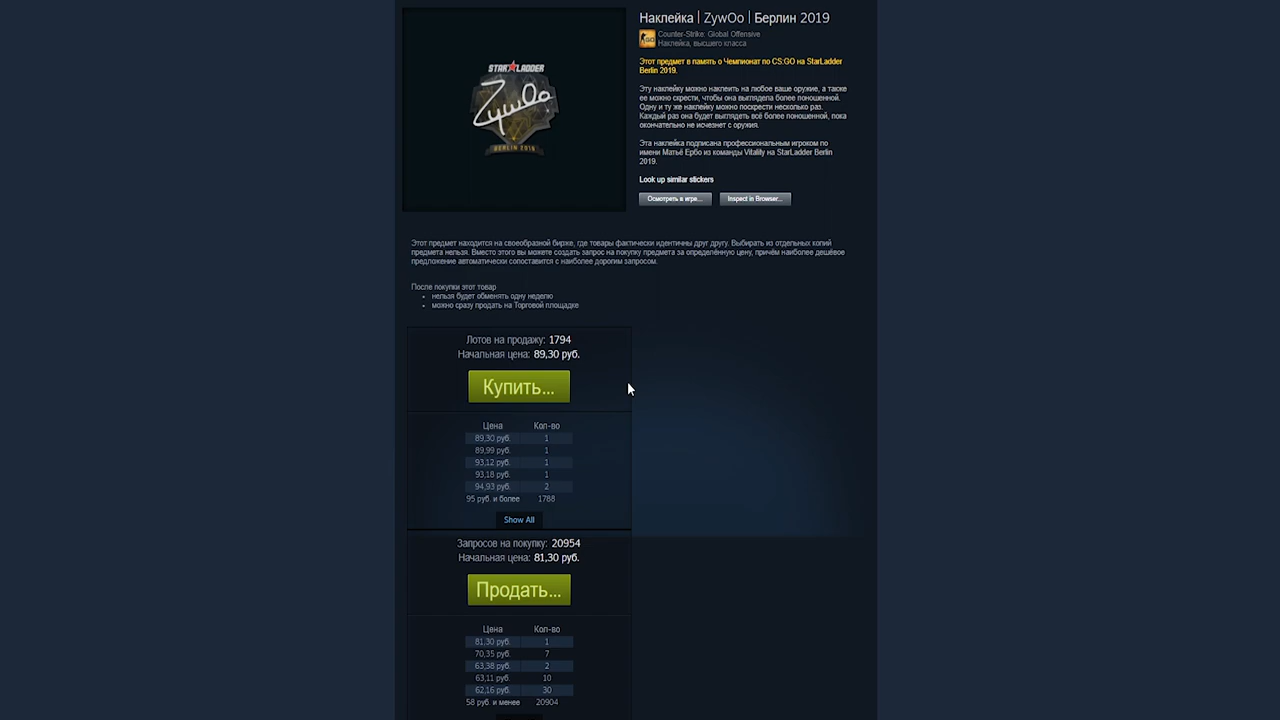 Наклейка | ZywOo | Берлин 2019
Counter-Strike: Global Offensive
Наклейка, высшего класса
STAR LADDER
ZywOo
BERLIN 2019
Этот предмет в память о Чемпионат по CS:GO на StarLadder
Berlin 2019.
Эту наклейку можно наклеить на любое ваше оружие, а также
ее можно скрести, чтобы она выглядела более поношенной.
Одну и ту же наклейку можно поскрести несколько раз.
Каждый раз она будет выглядеть всё более поношенной, пока
окончательно не исчезнет с оружия.
Эта наклейка подписана профессиональным игроком по
имени Матьё Ербо из команды Vitality на StarLadder Berlin
2019.
Look up similar stickers
Осмотреть в игре...
Inspect in Browser...
Этот предмет находится на своеобразной бирже, где товары фактически идентичны друг другу. Выбирать из отдельных копий
предмета нельзя. Вместо этого вы можете создать запрос на покупку предмета за определённую цену, причём наиболее дешёвое
предложение автоматически сопоставится с наиболее дорогим запросом.
После покупки этот товар
• нельзя будет обменять одну неделю
• можно сразу продать на Торговой площадке
Лотов на продажу: 1794
Начальная цена: 89,30 руб.
Купить...
Цена Кол-во
89,30 руб. 1
89,99 руб. 1
93,12 руб. 1
93,18 руб. 1
94,93 руб. 2
95 руб. и более 1788
Show All
Запросов на покупку: 20954
Начальная цена: 81,30 руб.
Продать...
Цена Кол-во
81,30 руб. 1
70,35 руб. 7
63,38 руб. 2
63,11 руб. 10
62,16 руб. 30
58 руб. и менее 20904